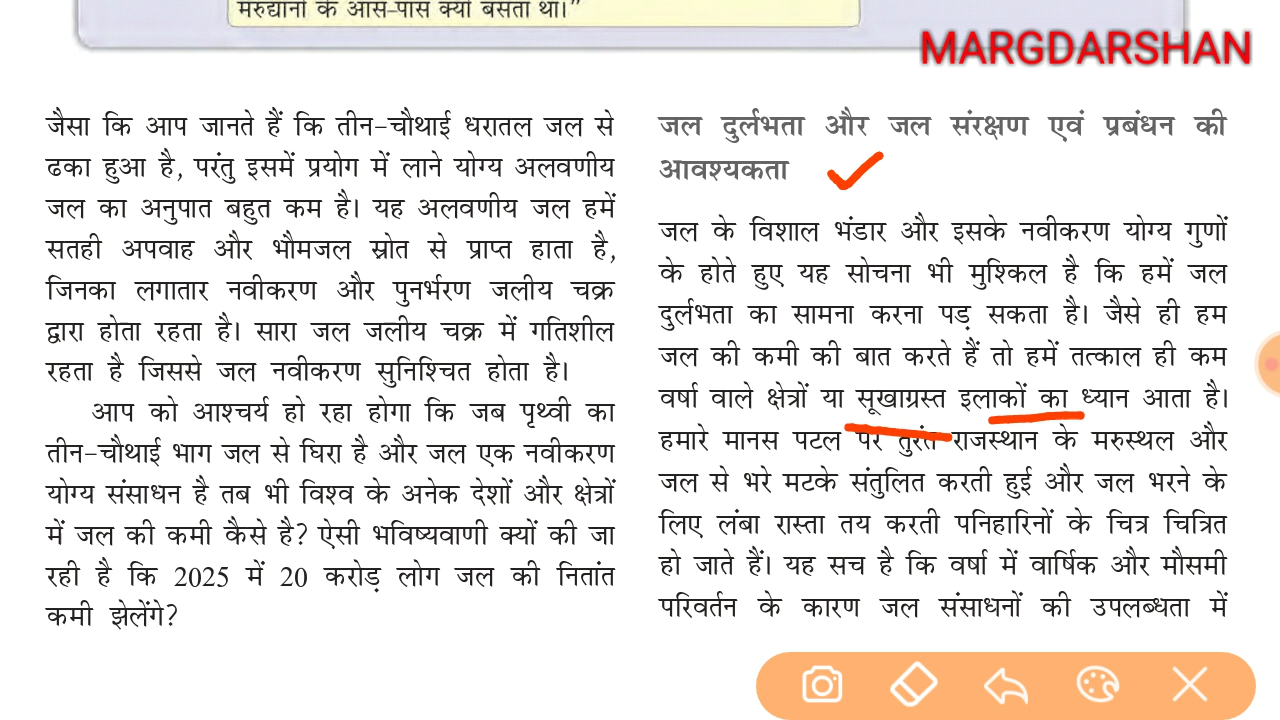 मरुद्यानों के आस-पास क्यों बसता था।”
MARGDARSHAN
जैसा कि आप जानते हैं कि तीन-चौथाई धरातल जल से
ढका हुआ है, परंतु इसमें प्रयोग में लाने योग्य अलवणीय
जल का अनुपात बहुत कम है। यह अलवणीय जल हमें
सतही अपवाह और भौमजल स्रोत से प्राप्त हाता है,
जिनका लगातार नवीकरण और पुनर्भरण जलीय चक्र
द्वारा होता रहता है। सारा जल जलीय चक्र में गतिशील
रहता है जिससे जल नवीकरण सुनिश्चित होता है।
आप को आश्चर्य हो रहा होगा कि जब पृथ्वी का
तीन-चौथाई भाग जल से घिरा है और जल एक नवीकरण
योग्य संसाधन है तब भी विश्व के अनेक देशों और क्षेत्रों
में जल की कमी कैसे है? ऐसी भविष्यवाणी क्यों की जा
रही है कि 2025 में 20 करोड़ लोग जल की नितांत
कमी झेलेंगे?
जल दुर्लभता और जल संरक्षण एवं प्रबंधन की
आवश्यकता
जल के विशाल भंडार और इसके नवीकरण योग्य गुणों
के होते हुए यह सोचना भी मुश्किल है कि हमें जल
दुर्लभता का सामना करना पड़ सकता है। जैसे ही हम
जल की कमी की बात करते हैं तो हमें तत्काल ही कम
वर्षा वाले क्षेत्रों या सूखाग्रस्त इलाकों का ध्यान आता है।
हमारे मानस पटल पर तुरंत राजस्थान के मरुस्थल और
जल से भरे मटके संतुलित करती हुई और जल भरने के
लिए लंबा रास्ता तय करती पनिहारिनों के चित्र चित्रित
हो जाते हैं। यह सच है कि वर्षा में वार्षिक और मौसमी
परिवर्तन के कारण जल संसाधनों की उपलब्धता में